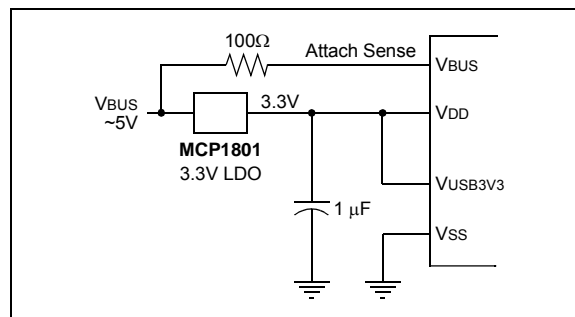 100Ω
Attach Sense
VBUS
VBUS
~5V
3.3V
VDD
MCP1801
3.3V LDO
VUSB3V3
1 μF
VSS